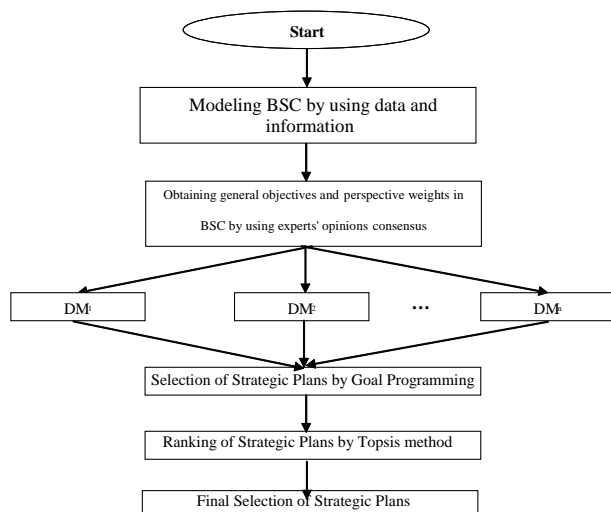 Start
Modeling BSC by using data and
information
Obtaining general objectives and perspective weights in
BSC by using experts' opinions consensus
DM1 DM2 ... DMn
Selection of Strategic Plans by Goal Programming
Ranking of Strategic Plans by Topsis method
Final Selection of Strategic Plans